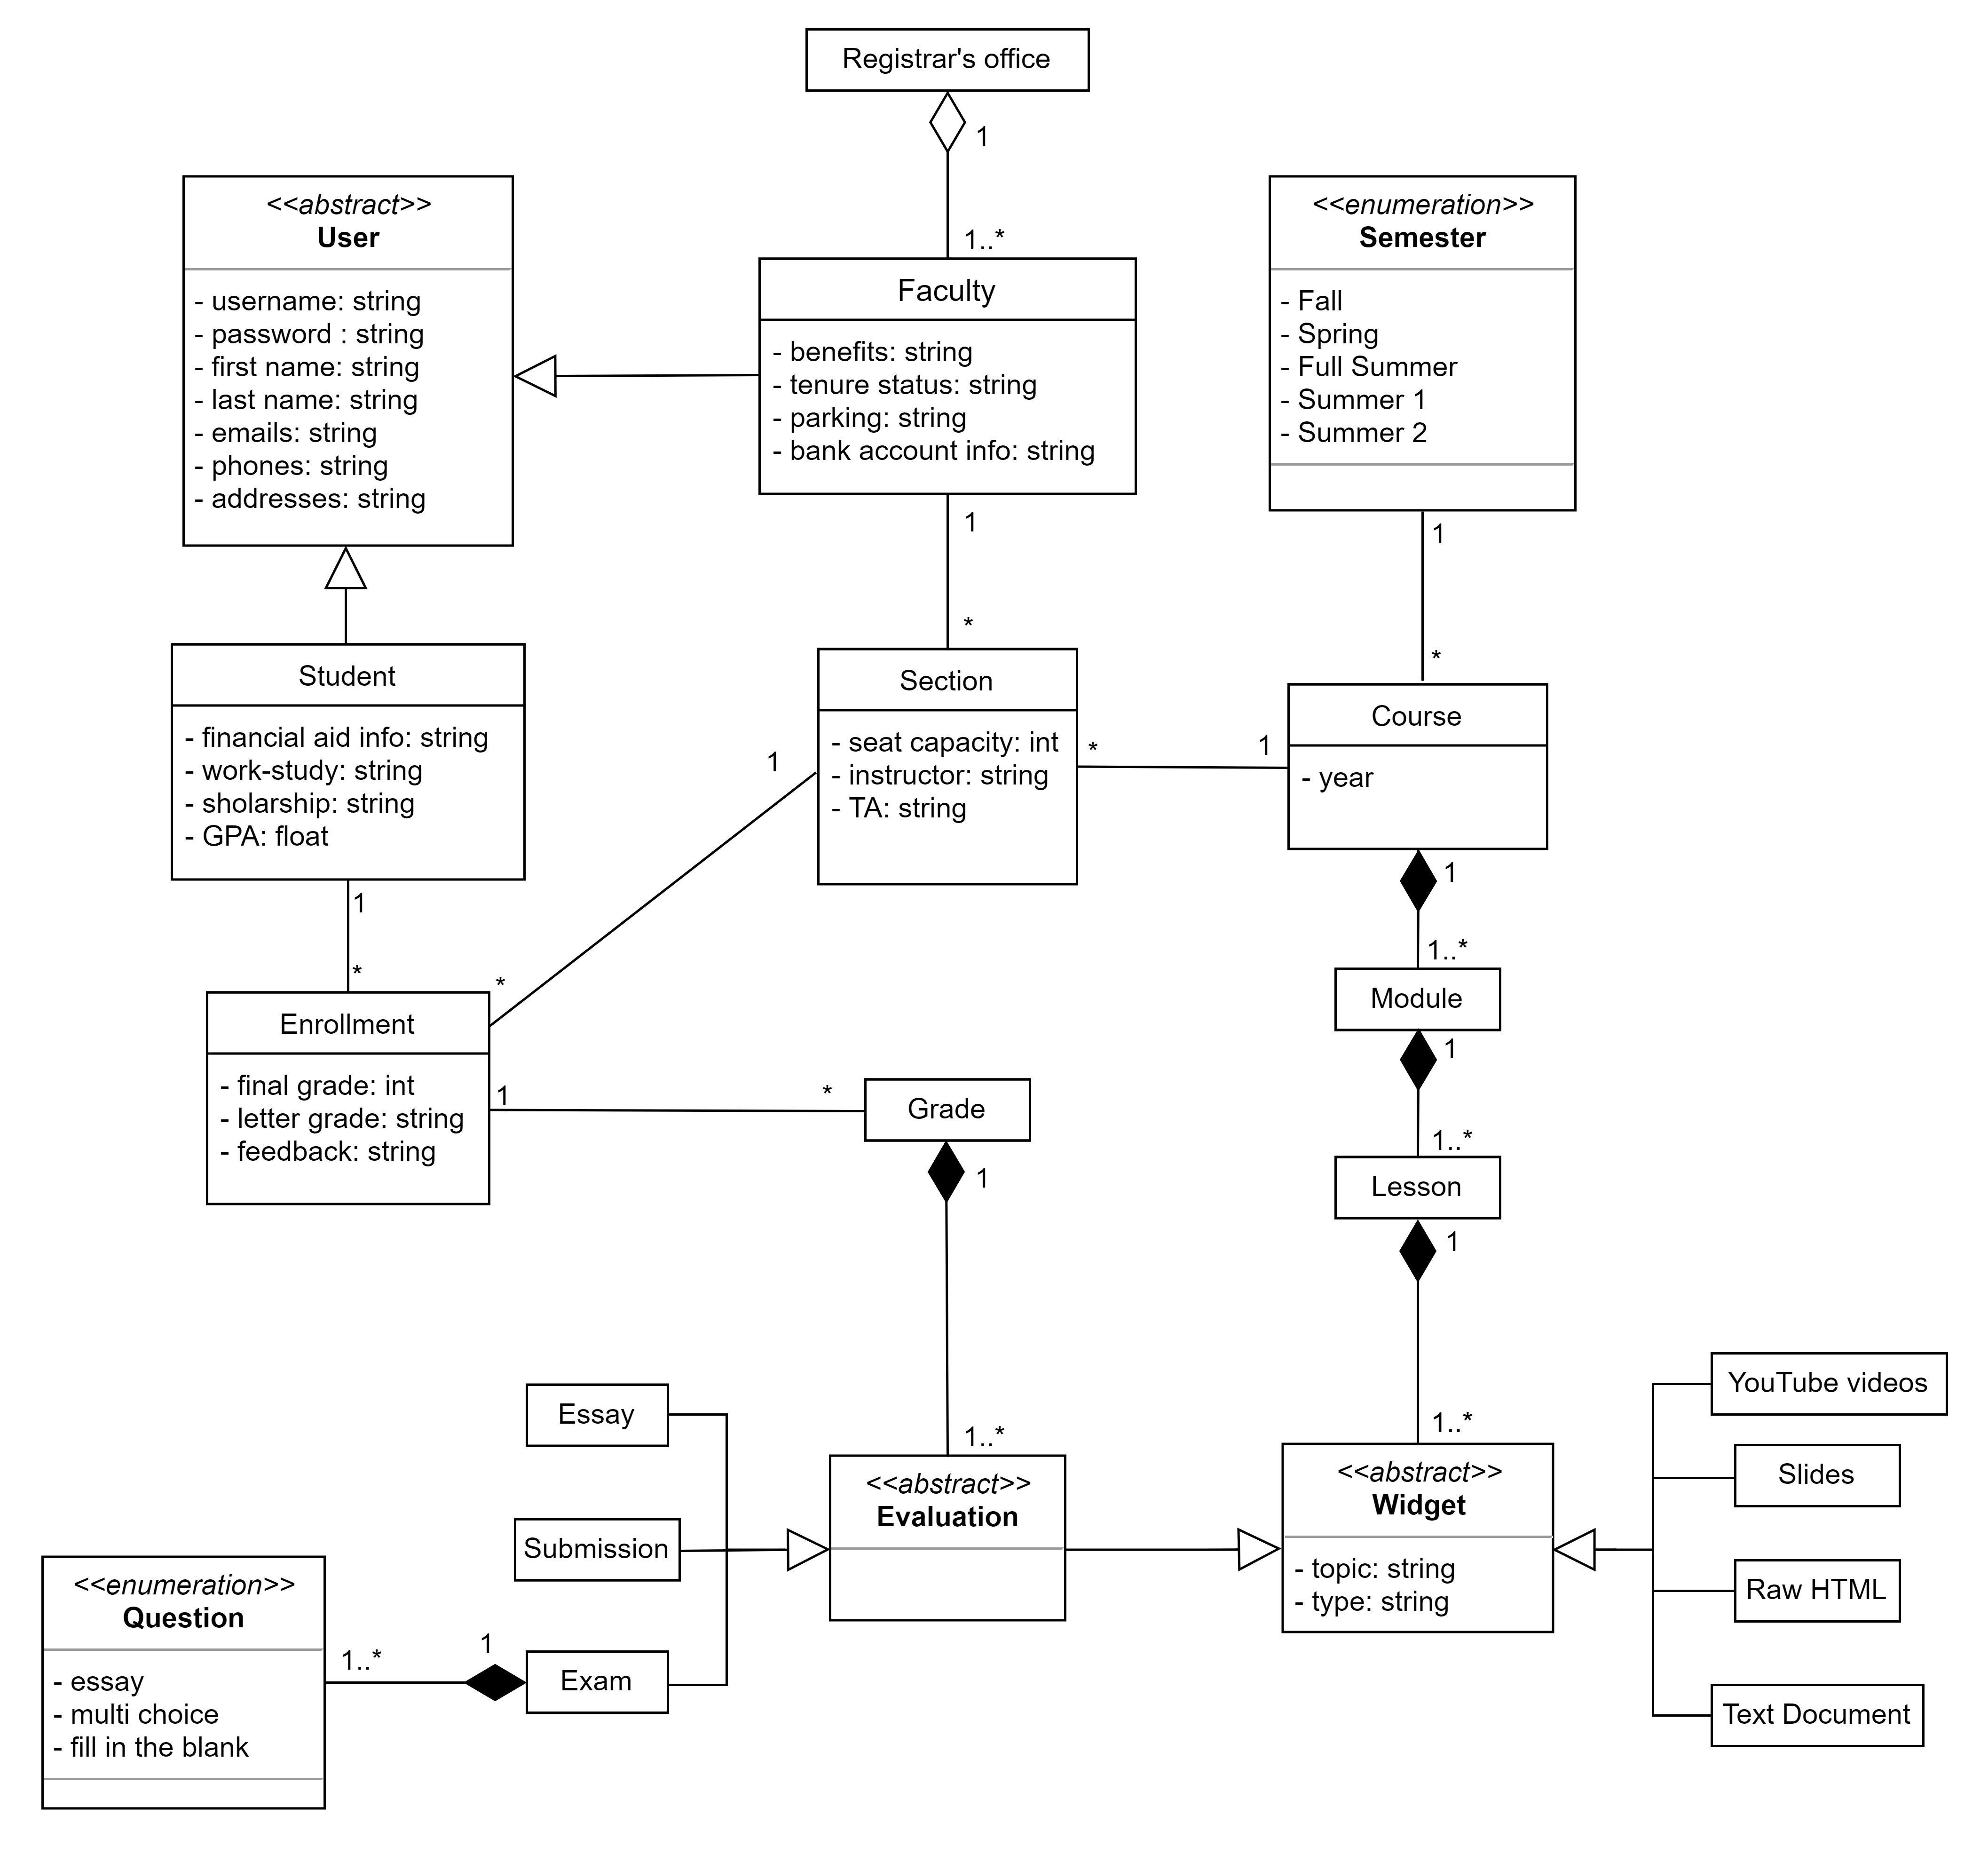 Registrar's office
1
1..*
<<abstract>>
User
- username: string
- password : string
- first name: string
- last name: string
- emails: string
- phones: string
- addresses: string
Faculty
- benefits: string
- tenure status: string
- parking: string
- bank account info: string
<<enumeration>>
Semester
- Fall
- Spring
- Full Summer
- Summer 1
- Summer 2
1
*
1
*
Student
- financial aid info: string
- work-study: string
- sholarship: string
- GPA: float
Section
- seat capacity: int
- instructor: string
- TA: string
*
1
Course
- year
1
*
1
*
Enrollment
- final grade: int
- letter grade: string
- feedback: string
1
*
Grade
1
1..*
1
1..*
Module
1
1..*
Lesson
1
1..*
Essay
Submission
Exam
<<abstract>>
Evaluation
<<abstract>>
Widget
- topic: string
- type: string
YouTube videos
Slides
Raw HTML
Text Document
<<enumeration>>
Question
- essay
- multi choice
- fill in the blank
1..*
1